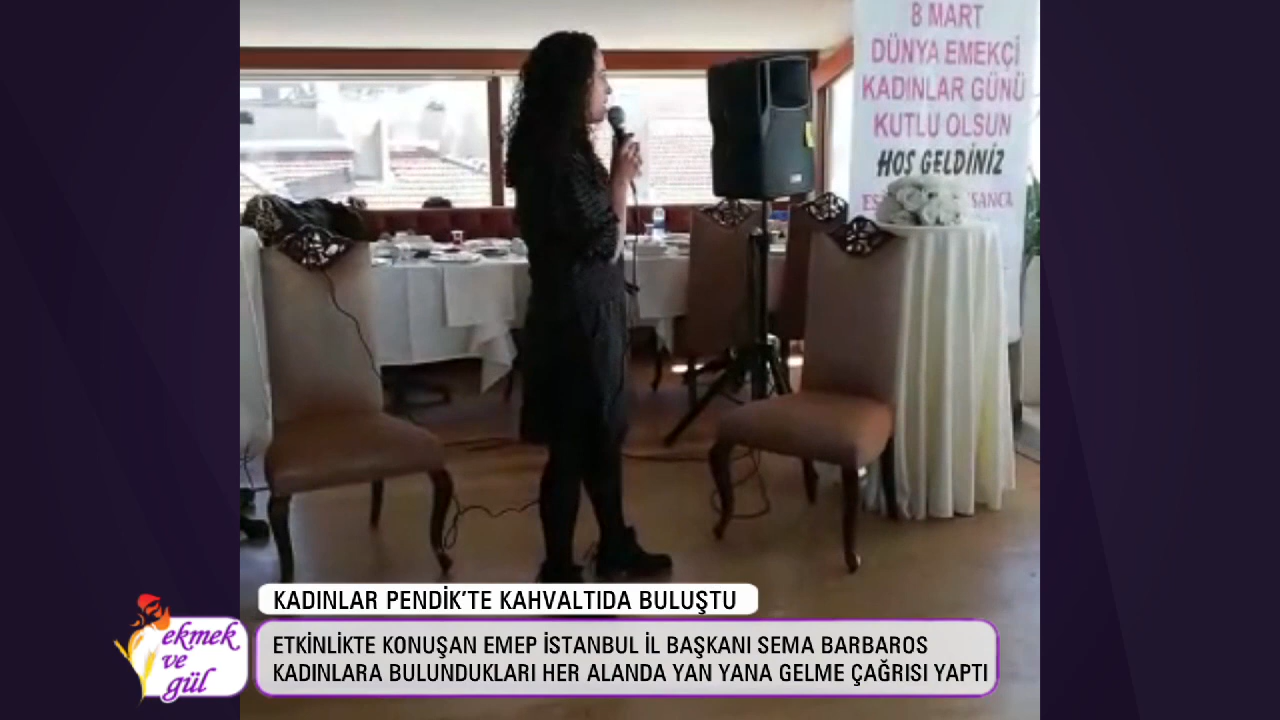 8 MART
DÜNYA EMEKÇİ
KADINLAR GÜNÜ
KUTLU OLSUN
HOŞ GELDİNİZ
KADINLAR PENDİK'TE KAHVALTIDA BULUŞTU
ekmek
ve
gül
ETKİNLİKTE KONUŞAN EMEP İSTANBUL İL BAŞKANI SEMA BARBAROS
KADINLARA BULUNDUKLARI HER ALANDA YAN YANA GELME ÇAĞRISI YAPTI